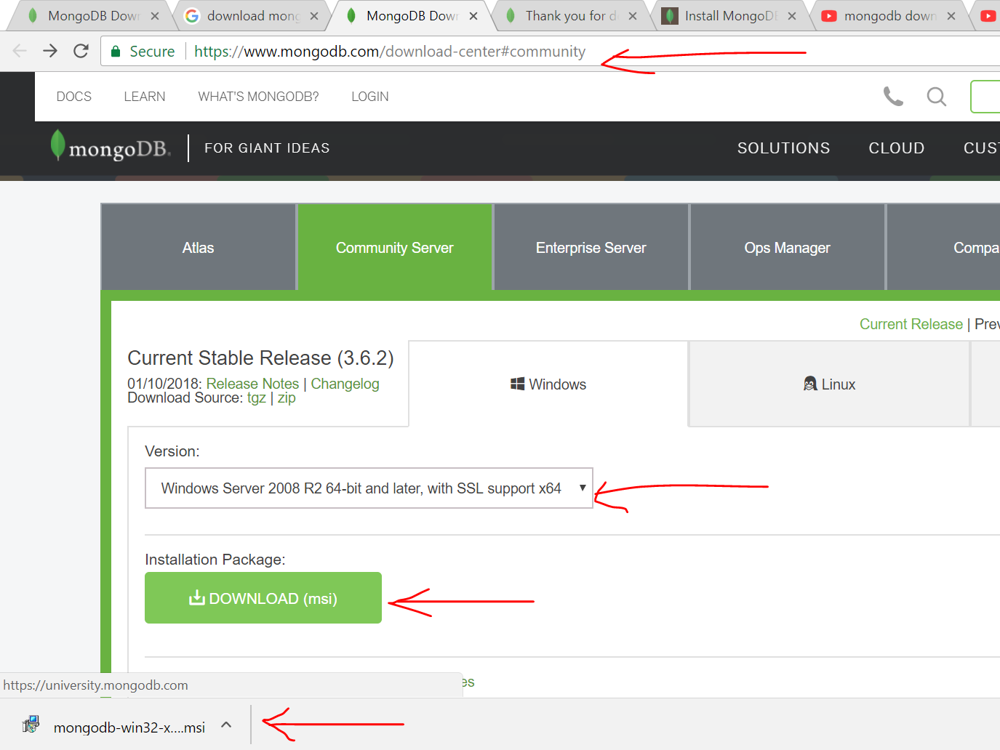 MongoDB Down
download mong
MongoDB Down
Thank you for d
Install MongoDB
mongodb down
Secure
https://www.mongodb.com/download-center#community
DOCS LEARN WHAT'S MONGODB? LOGIN
mongoDB. FOR GIANT IDEAS
SOLUTIONS CLOUD CUST
Atlas
Community Server
Enterprise Server
Ops Manager
Compa
Current Release | Prev
Current Stable Release (3.6.2)
01/10/2018: Release Notes | Changelog
Download Source: tgz | zip
Windows
Linux
Version:
Windows Server 2008 R2 64-bit and later, with SSL support x64
Installation Package:
DOWNLOAD (msi)
es
https://university.mongodb.com
mongodb-win32-x....msi